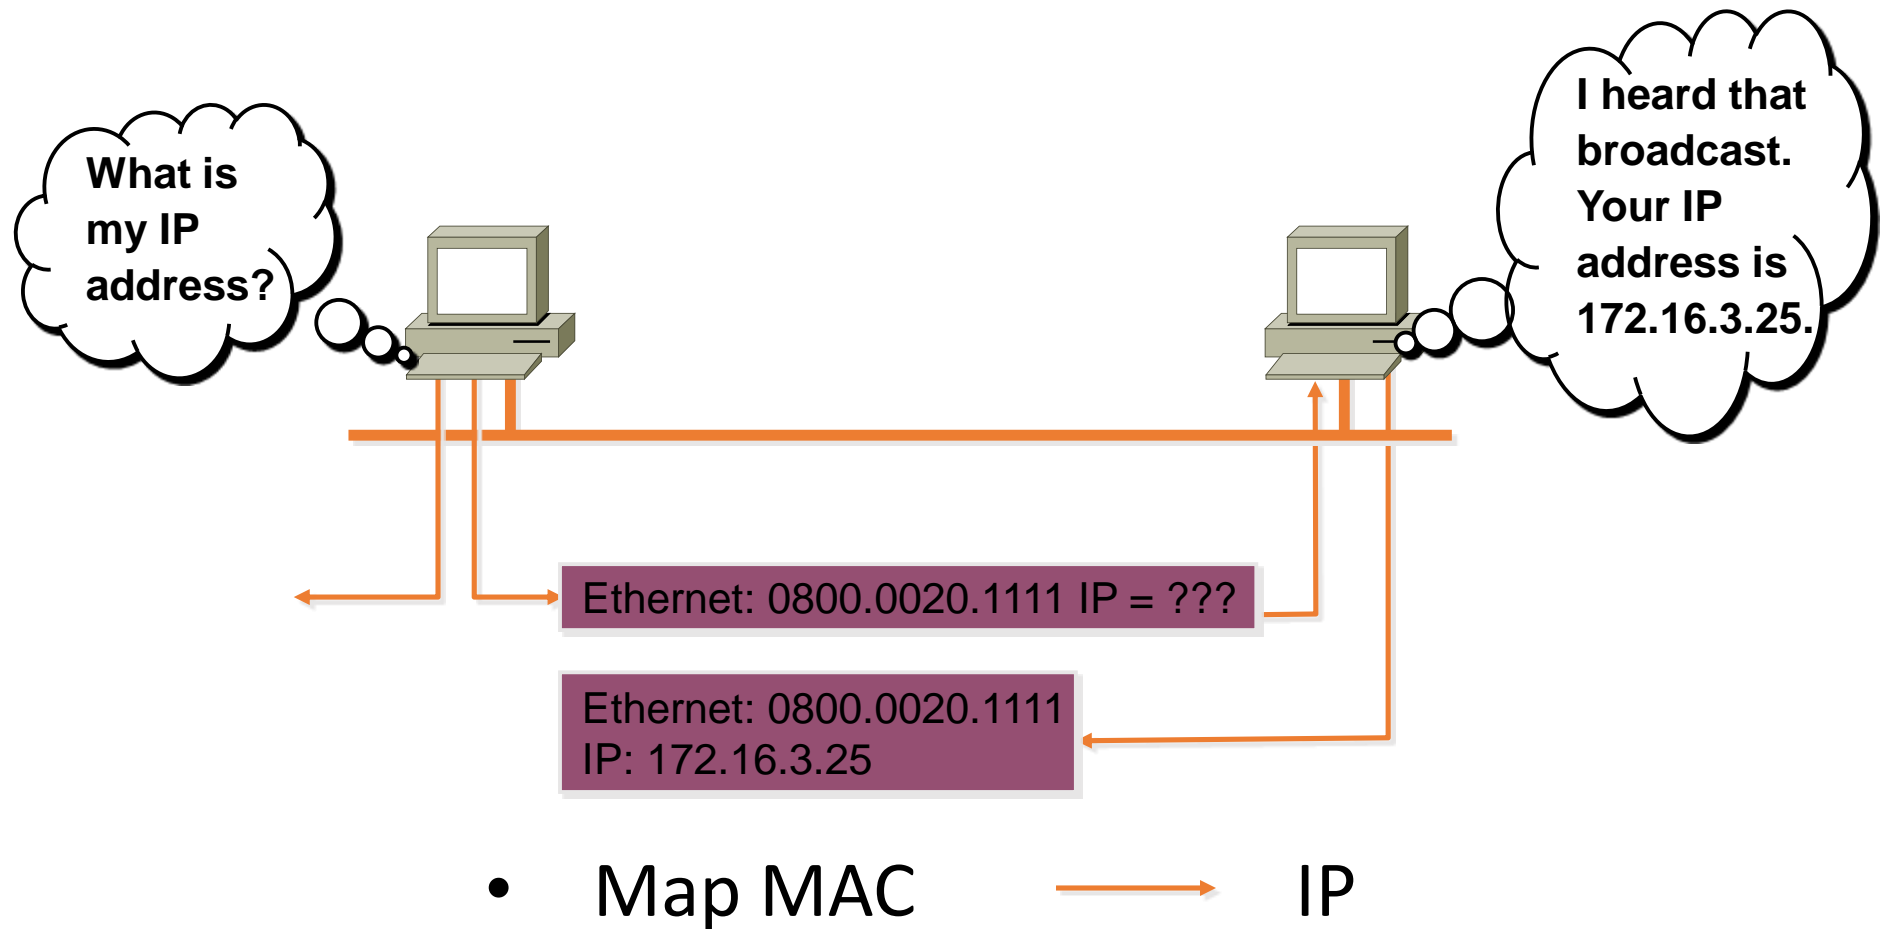 What is
my IP
address?
I heard that
broadcast.
Your IP
address is
172.16.3.25.
Ethernet: 0800.0020.1111 IP = ???
Ethernet: 0800.0020.1111
IP: 172.16.3.25
• Map MAC IP